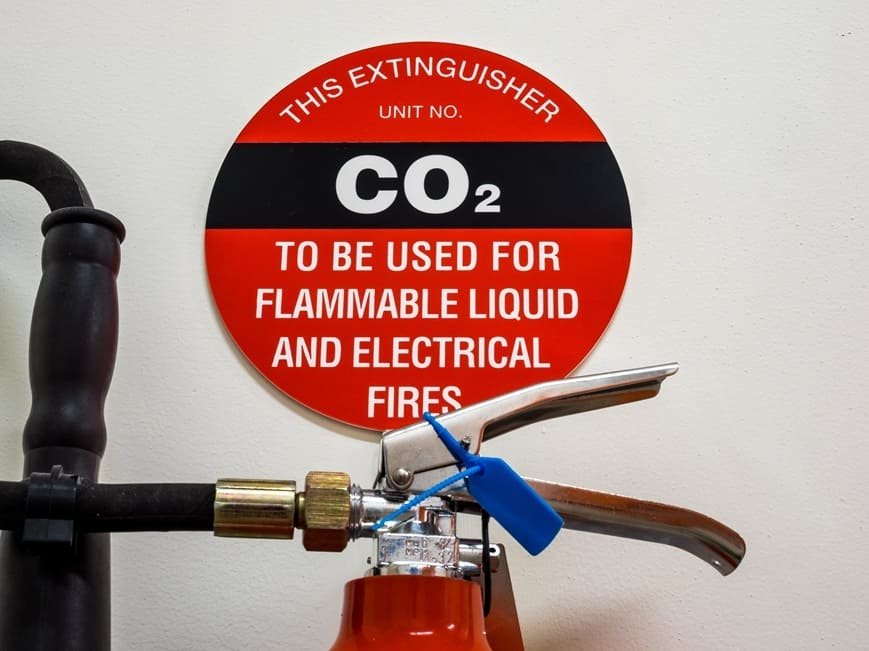 THIS EXTINGUISHER
UNIT NO.
CO₂
TO BE USED FOR
FLAMMABLE LIQUID
AND ELECTRICAL
FIRES